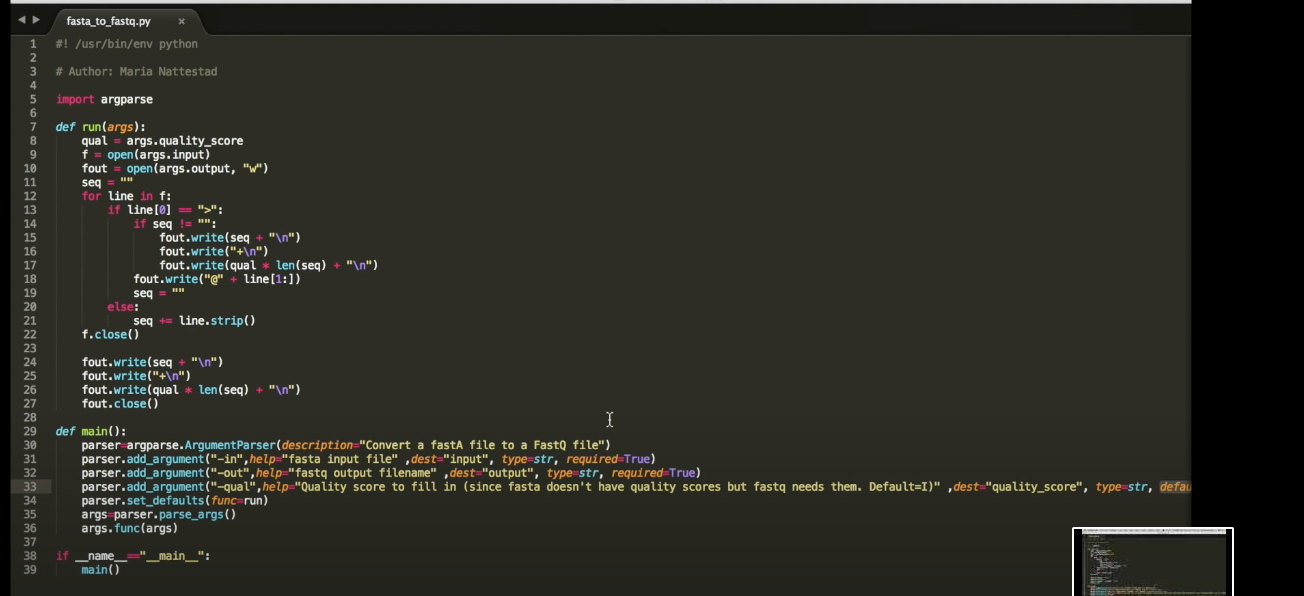 fasta_to_fastq.py ×
1 #! /usr/bin/env python
2
3 # Author: Maria Nattestad
4
5 import argparse
6
7 def run(args):
8     qual = args.quality_score
9     f = open(args.input)
10     fout = open(args.output, "w")
11     seq = ""
12     for line in f:
13         if line[0] == ">":
14             if seq != "":
15                 fout.write(seq + "\n")
16                 fout.write("+\n")
17                 fout.write(qual * len(seq) + "\n")
18             fout.write("@" + line[1:])
19             seq = ""
20         else:
21             seq += line.strip()
22     f.close()
23
24     fout.write(seq + "\n")
25     fout.write("+\n")
26     fout.write(qual * len(seq) + "\n")
27     fout.close()
28
29 def main():
30     parser=argparse.ArgumentParser(description="Convert a fastA file to a FastQ file")
31     parser.add_argument("-in",help="fasta input file" ,dest="input", type=str, required=True)
32     parser.add_argument("-out",help="fastq output filename" ,dest="output", type=str, required=True)
33     parser.add_argument("-qual",help="Quality score to fill in (since fasta doesn't have quality scores but fastq needs them. Default=I)" ,dest="quality_score", type=str, defau
34     parser.set_defaults(func=run)
35     args=parser.parse_args()
36     args.func(args)
37
38 if __name__=="__main__":
39     main()